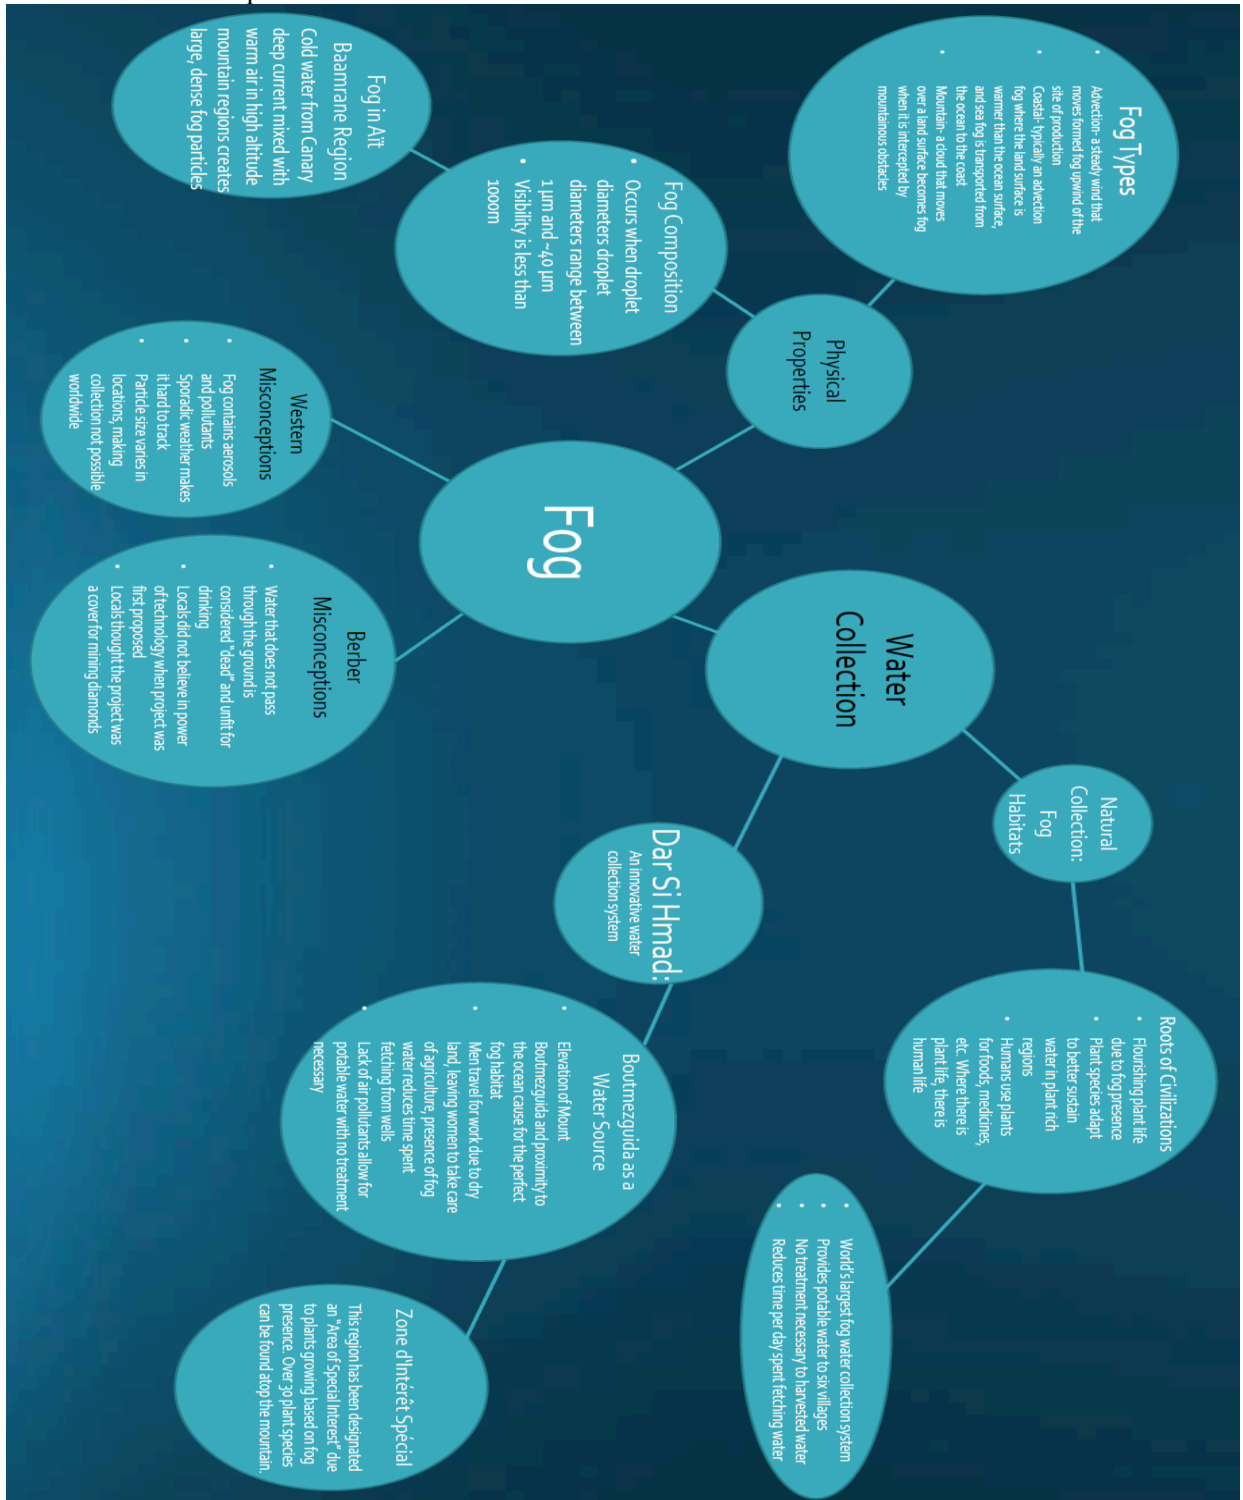 Fog Types
Advection- a steady wind that
moves formed fog upwind of the
site of production
Coastal- typically an advection
fog where the land surface is
warmer than the ocean surface,
and sea fog is transported from
the ocean to the coast
Mountain- a cloud that moves
over a land surface becomes fog
when it is intercepted by
mountainous obstacles
Physical
Properties
Fog Composition
Occurs when droplet
diameters droplet
diameters range between
1 µm and ~40 µm
Visibility is less than
1000m
Fog in Aït
Baamrane Region
Cold water from Canary
deep current mixed with
warm air in high altitude
mountain regions creates
large, dense fog particles
Fog
Western
Misconceptions
Fog contains aerosols
and pollutants
Sporadic weather makes
it hard to track
Particle size varies in
locations, making
collection not possible
worldwide
Berber
Misconceptions
Water that does not pass
through the ground is
considered "dead" and unfit for
drinking
Locals did not believe in power
of technology when project was
first proposed
Locals thought the project was
a cover for mining diamonds
Water
Collection
Natural
Collection:
Fog
Habitats
Roots of Civilizations
Flourishing plant life
due to fog presence
Plant species adapt
to better sustain
water in plant rich
regions
Humans use plants
for foods, medicines,
etc. Where there is
plant life, there is
human life
World's largest fog water collection system
Provides potable water to six villages
No treatment necessary to harvested water
Reduces time per day spent fetching water
Dar Si Hmad:
An innovative water
collection system
Boutmezguida as a
Water Source
Elevation of Mount
Boutmezguida and proximity to
the ocean cause for the perfect
fog habitat
Men travel for work due to dry
land, leaving women to take care
of agriculture, presence of fog
water reduces time spent
fetching from wells
Lack of air pollutants allow for
potable water with no treatment
necessary
Zone d'Intérêt Spécial
This region has been designated
an "Area of Special Interest" due
to plants growing based on fog
presence. Over 30 plant species
can be found atop the mountain.